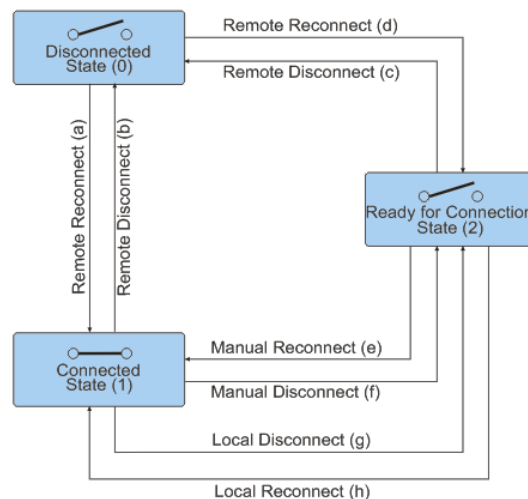 Remote Reconnect (d)
Disconnected
State (0)
Remote Disconnect (c)
Remote Reconnect (a)
Remote Disconnect (b)
Ready for Connection
State (2)
Connected
State (1)
Manual Reconnect (e)
Manual Disconnect (f)
Local Disconnect (g)
Local Reconnect (h)